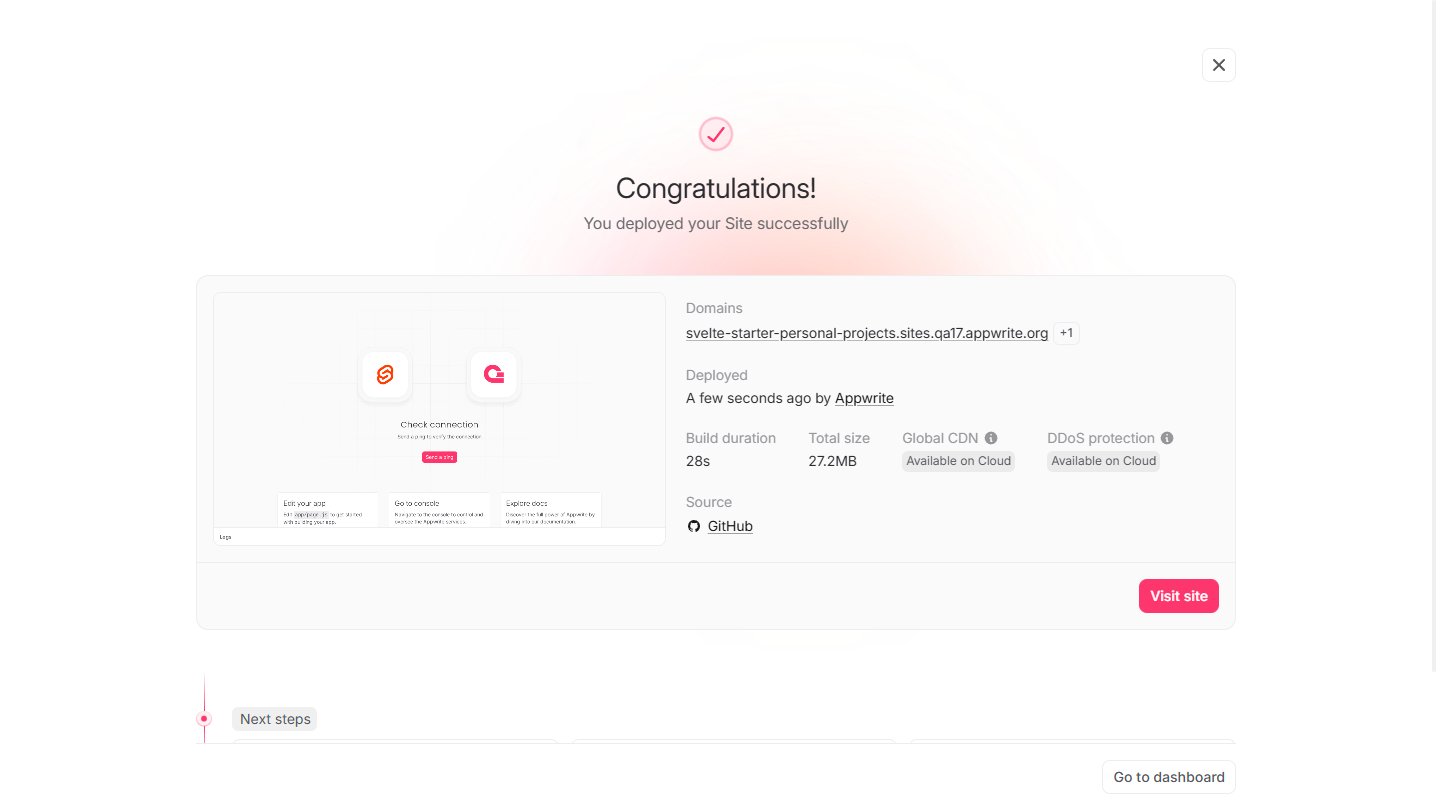 Congratulations!
You deployed your Site successfully
Check connection
Send a ping to verify the connection
Send a ping
Edit your app
Edit app/page.js to get started
with building your app.
Go to console
Navigate to the console to control and
oversee the Appwrite services.
Explore docs
Discover the full power of Appwrite by
diving into our documentation.
Logs
Domains
svelte-starter-personal-projects.sites.qa17.appwrite.org +1
Deployed
A few seconds ago by Appwrite
Build duration Total size Global CDN DDoS protection
28s 27.2MB Available on Cloud Available on Cloud
Source
GitHub
Visit site
Next steps
Go to dashboard